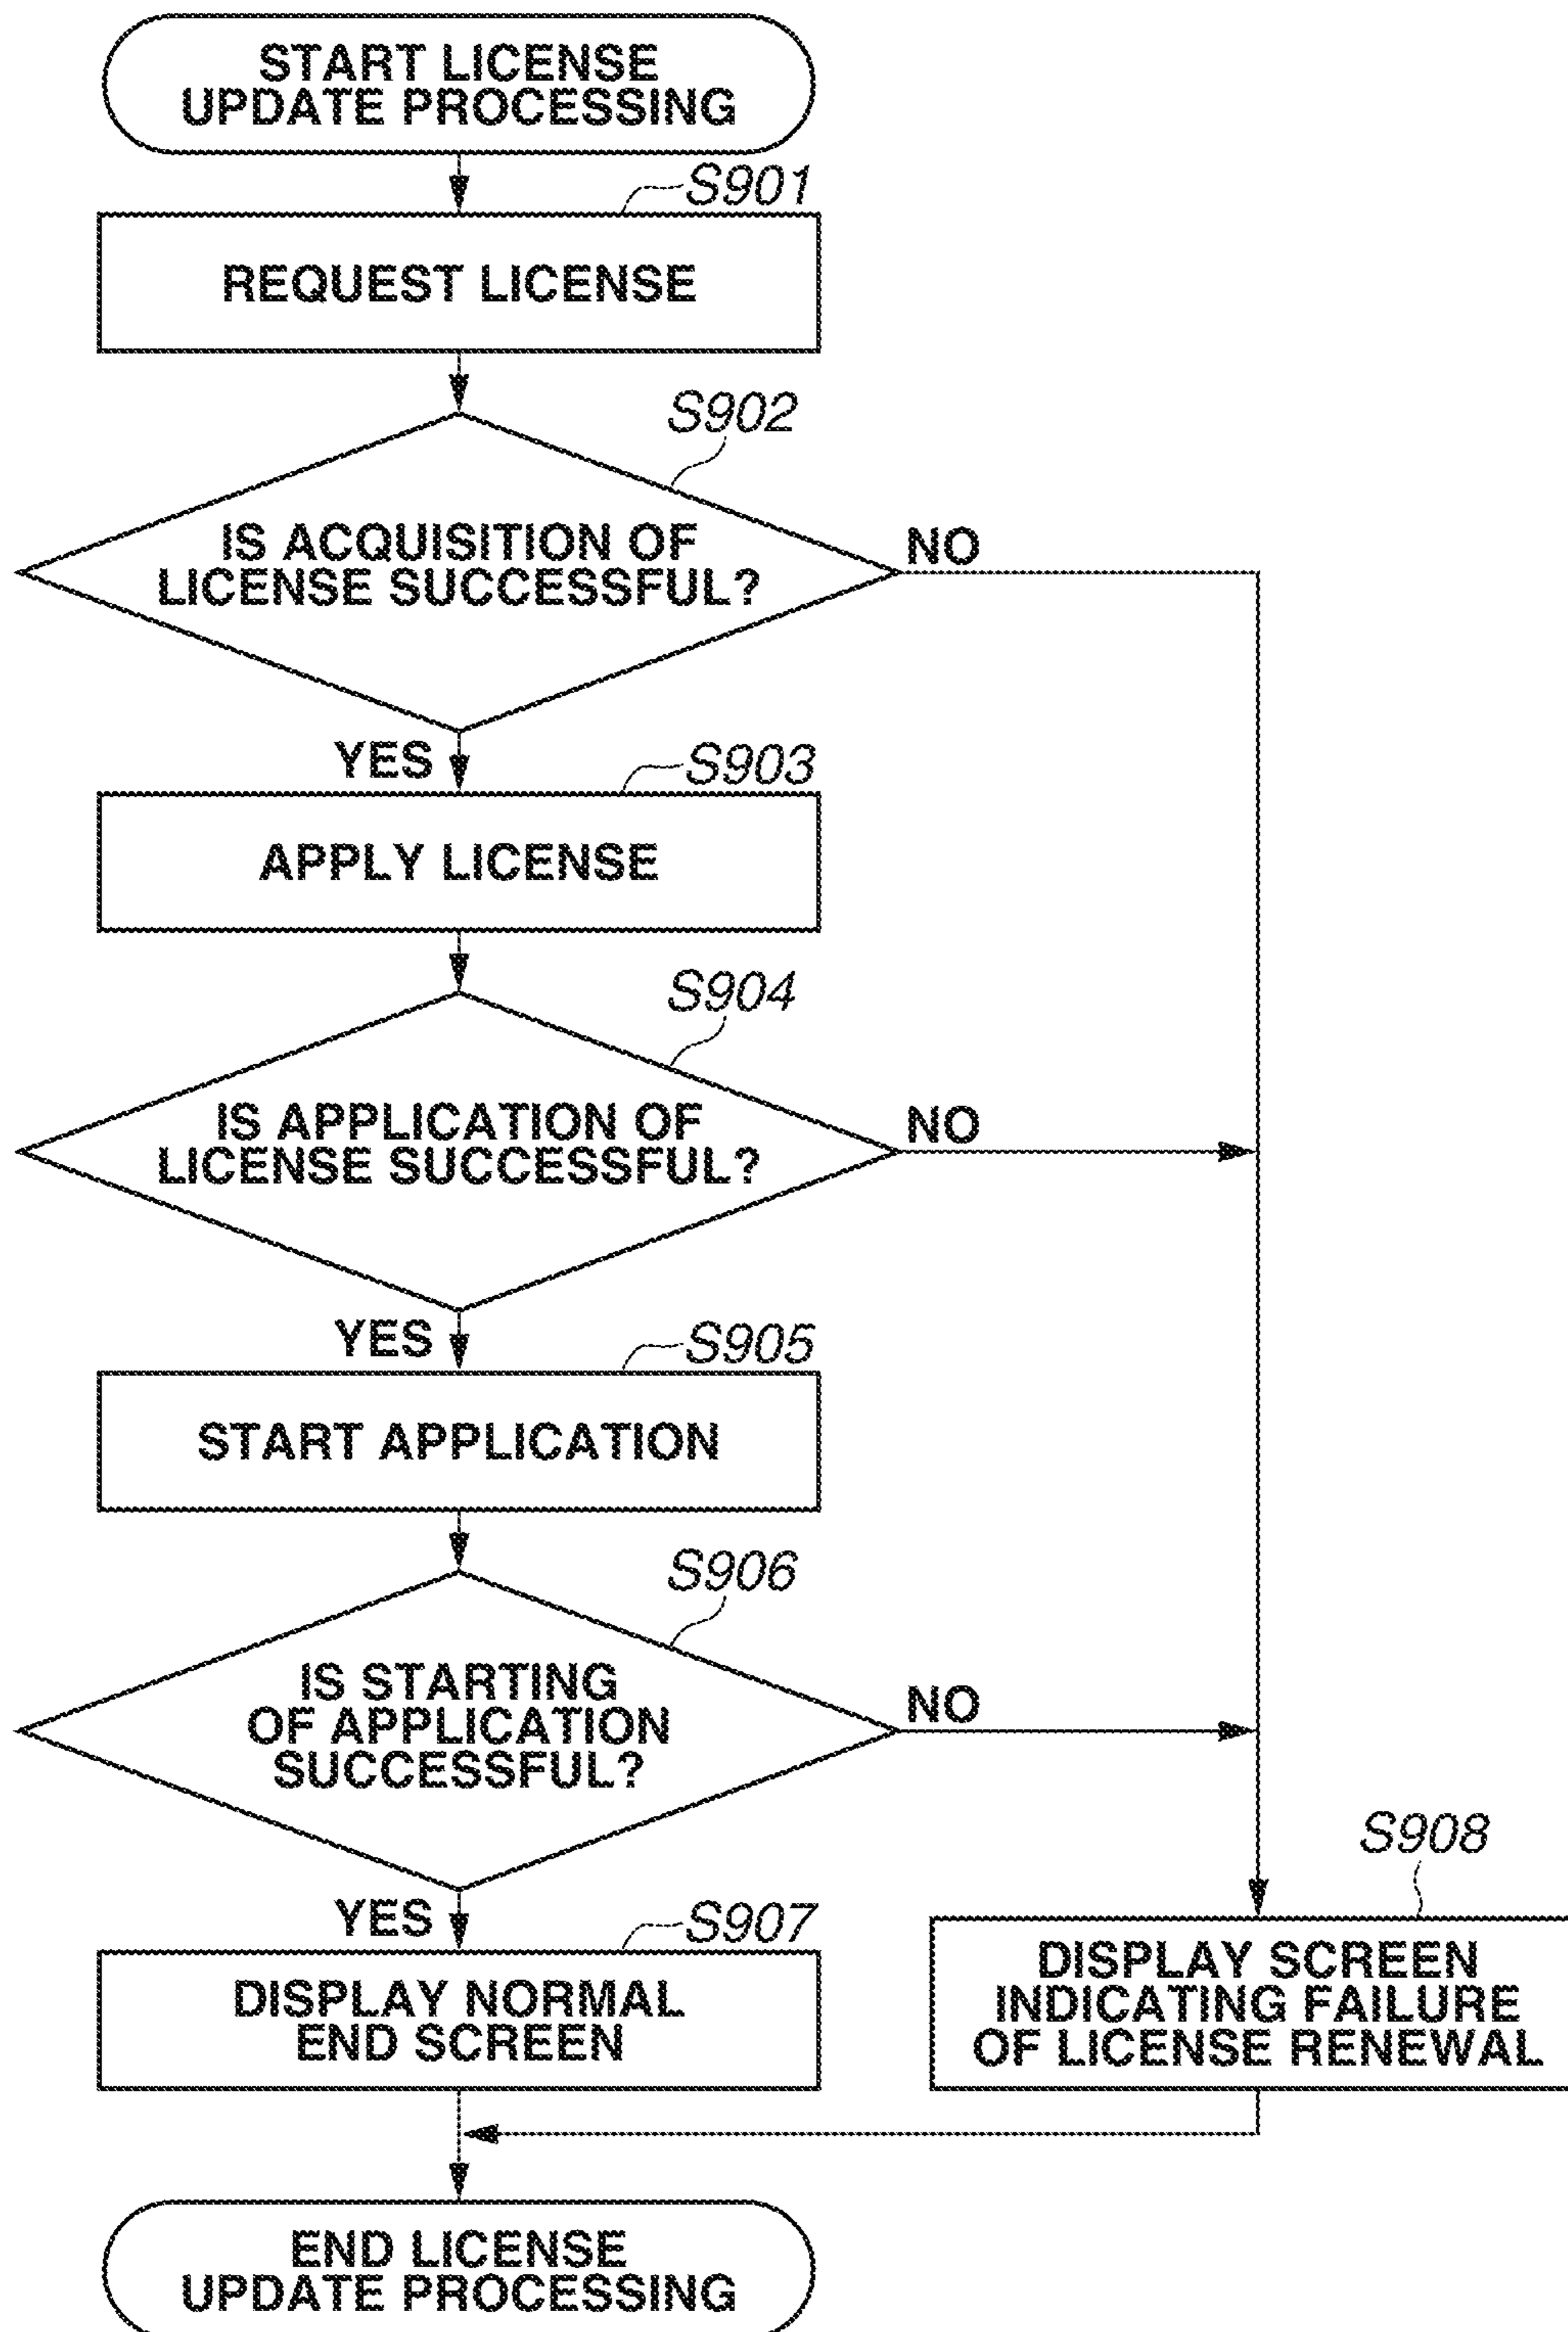 START LICENSE
UPDATE PROCESSING
S901
REQUEST LICENSE
S902
IS ACQUISITION OF
LICENSE SUCCESSFUL?
NO
YES
S903
APPLY LICENSE
S904
IS APPLICATION OF
LICENSE SUCCESSFUL?
NO
YES
S905
START APPLICATION
S906
IS STARTING
OF APPLICATION
SUCCESSFUL?
NO
YES
S907
DISPLAY NORMAL
END SCREEN
S908
DISPLAY SCREEN
INDICATING FAILURE
OF LICENSE RENEWAL
END LICENSE
UPDATE PROCESSING